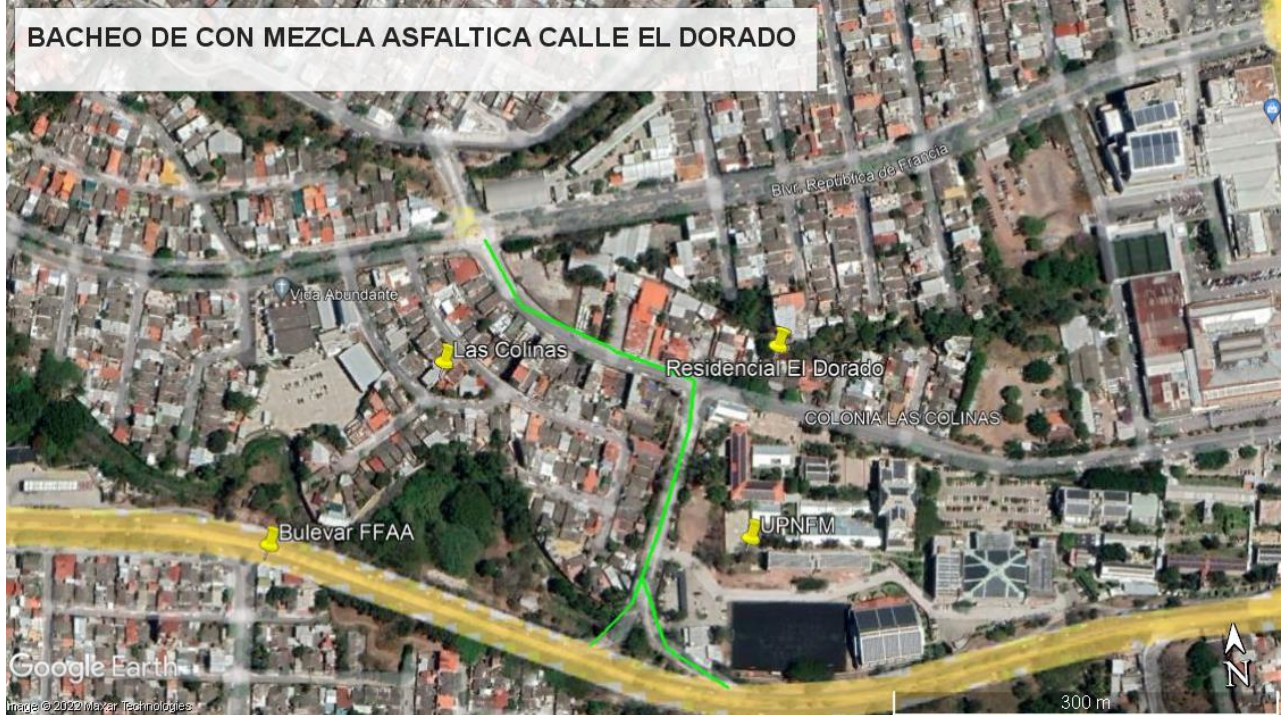 BACHEO DE CON MEZCLA ASFALTICA CALLE EL DORADO
Blvr. República de Francia
Vida Abundante
Las Colinas
Residencial El Dorado
COLONIA LAS COLINAS
Bulevar FFAA
UPNFM
Google Earth
N
Image © 2022 Maxar Technologies
300 m